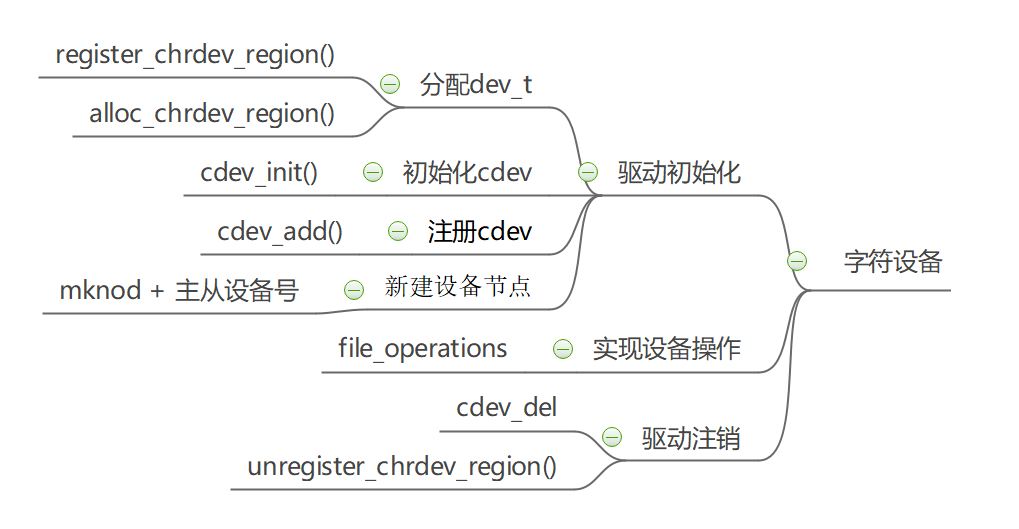 register_chrdev_region()
分配dev_t
alloc_chrdev_region()
cdev_init()
初始化cdev
驱动初始化
cdev_add()
注册cdev
字符设备
mknod + 主从设备号
新建设备节点
file_operations
实现设备操作
cdev_del
驱动注销
unregister_chrdev_region()